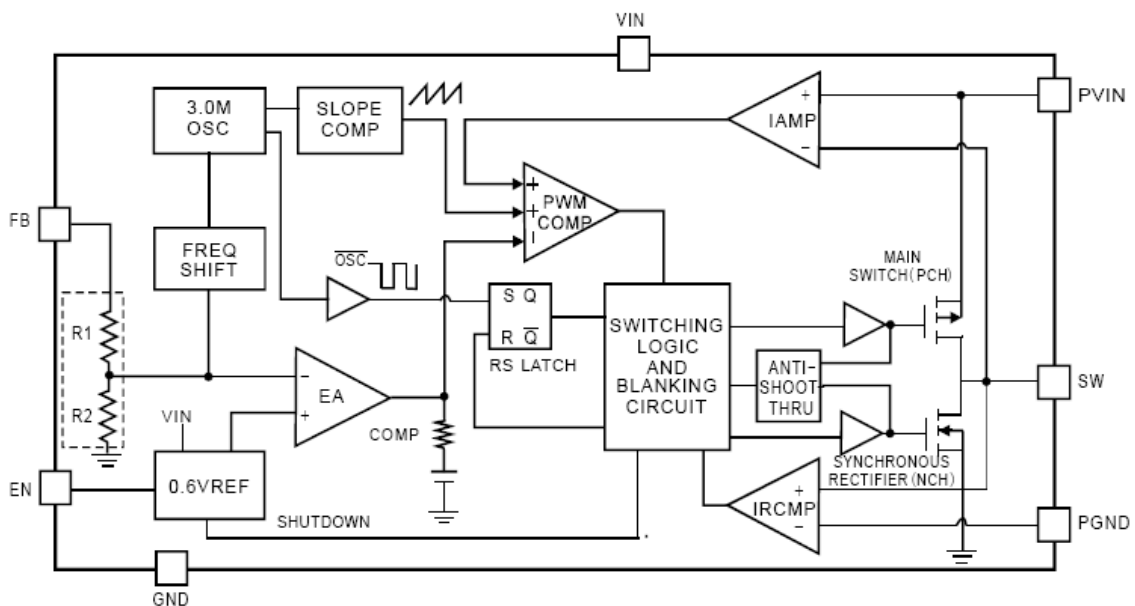 VIN
PVIN
3.0M
OSC
SLOPE
COMP
+
IAMP
−
FB
FREQ
SHIFT
+
+
−
PWM
COMP
OSC
MAIN
SWITCH(PCH)
R1
S Q
R Q
RS LATCH
SWITCHING
LOGIC
AND
BLANKING
CIRCUIT
ANTI-
SHOOT
THRU
SW
R2
−
EA
+
VIN
COMP
EN
0.6VREF
SYNCHRONOUS
RECTIFIER(NCH)
+
IRCMP
−
SHUTDOWN
PGND
GND